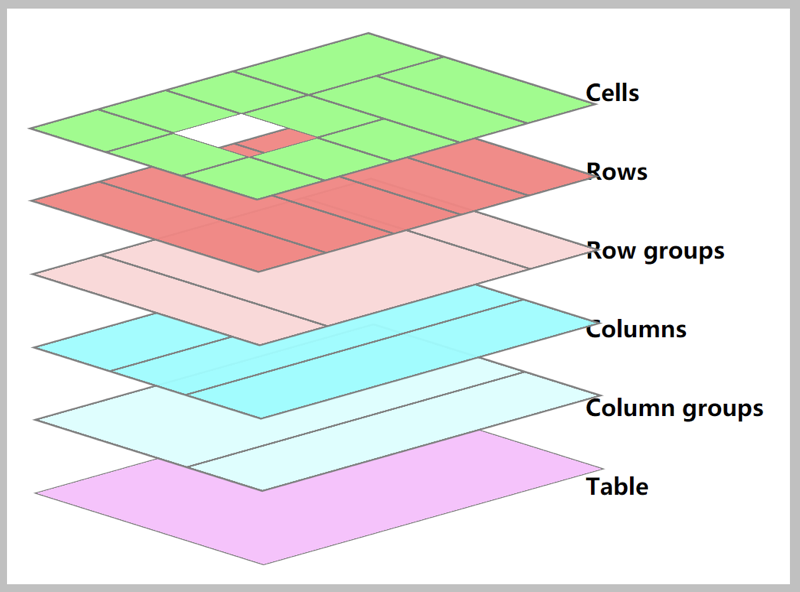 Cells
Rows
Row groups
Columns
Column groups
Table